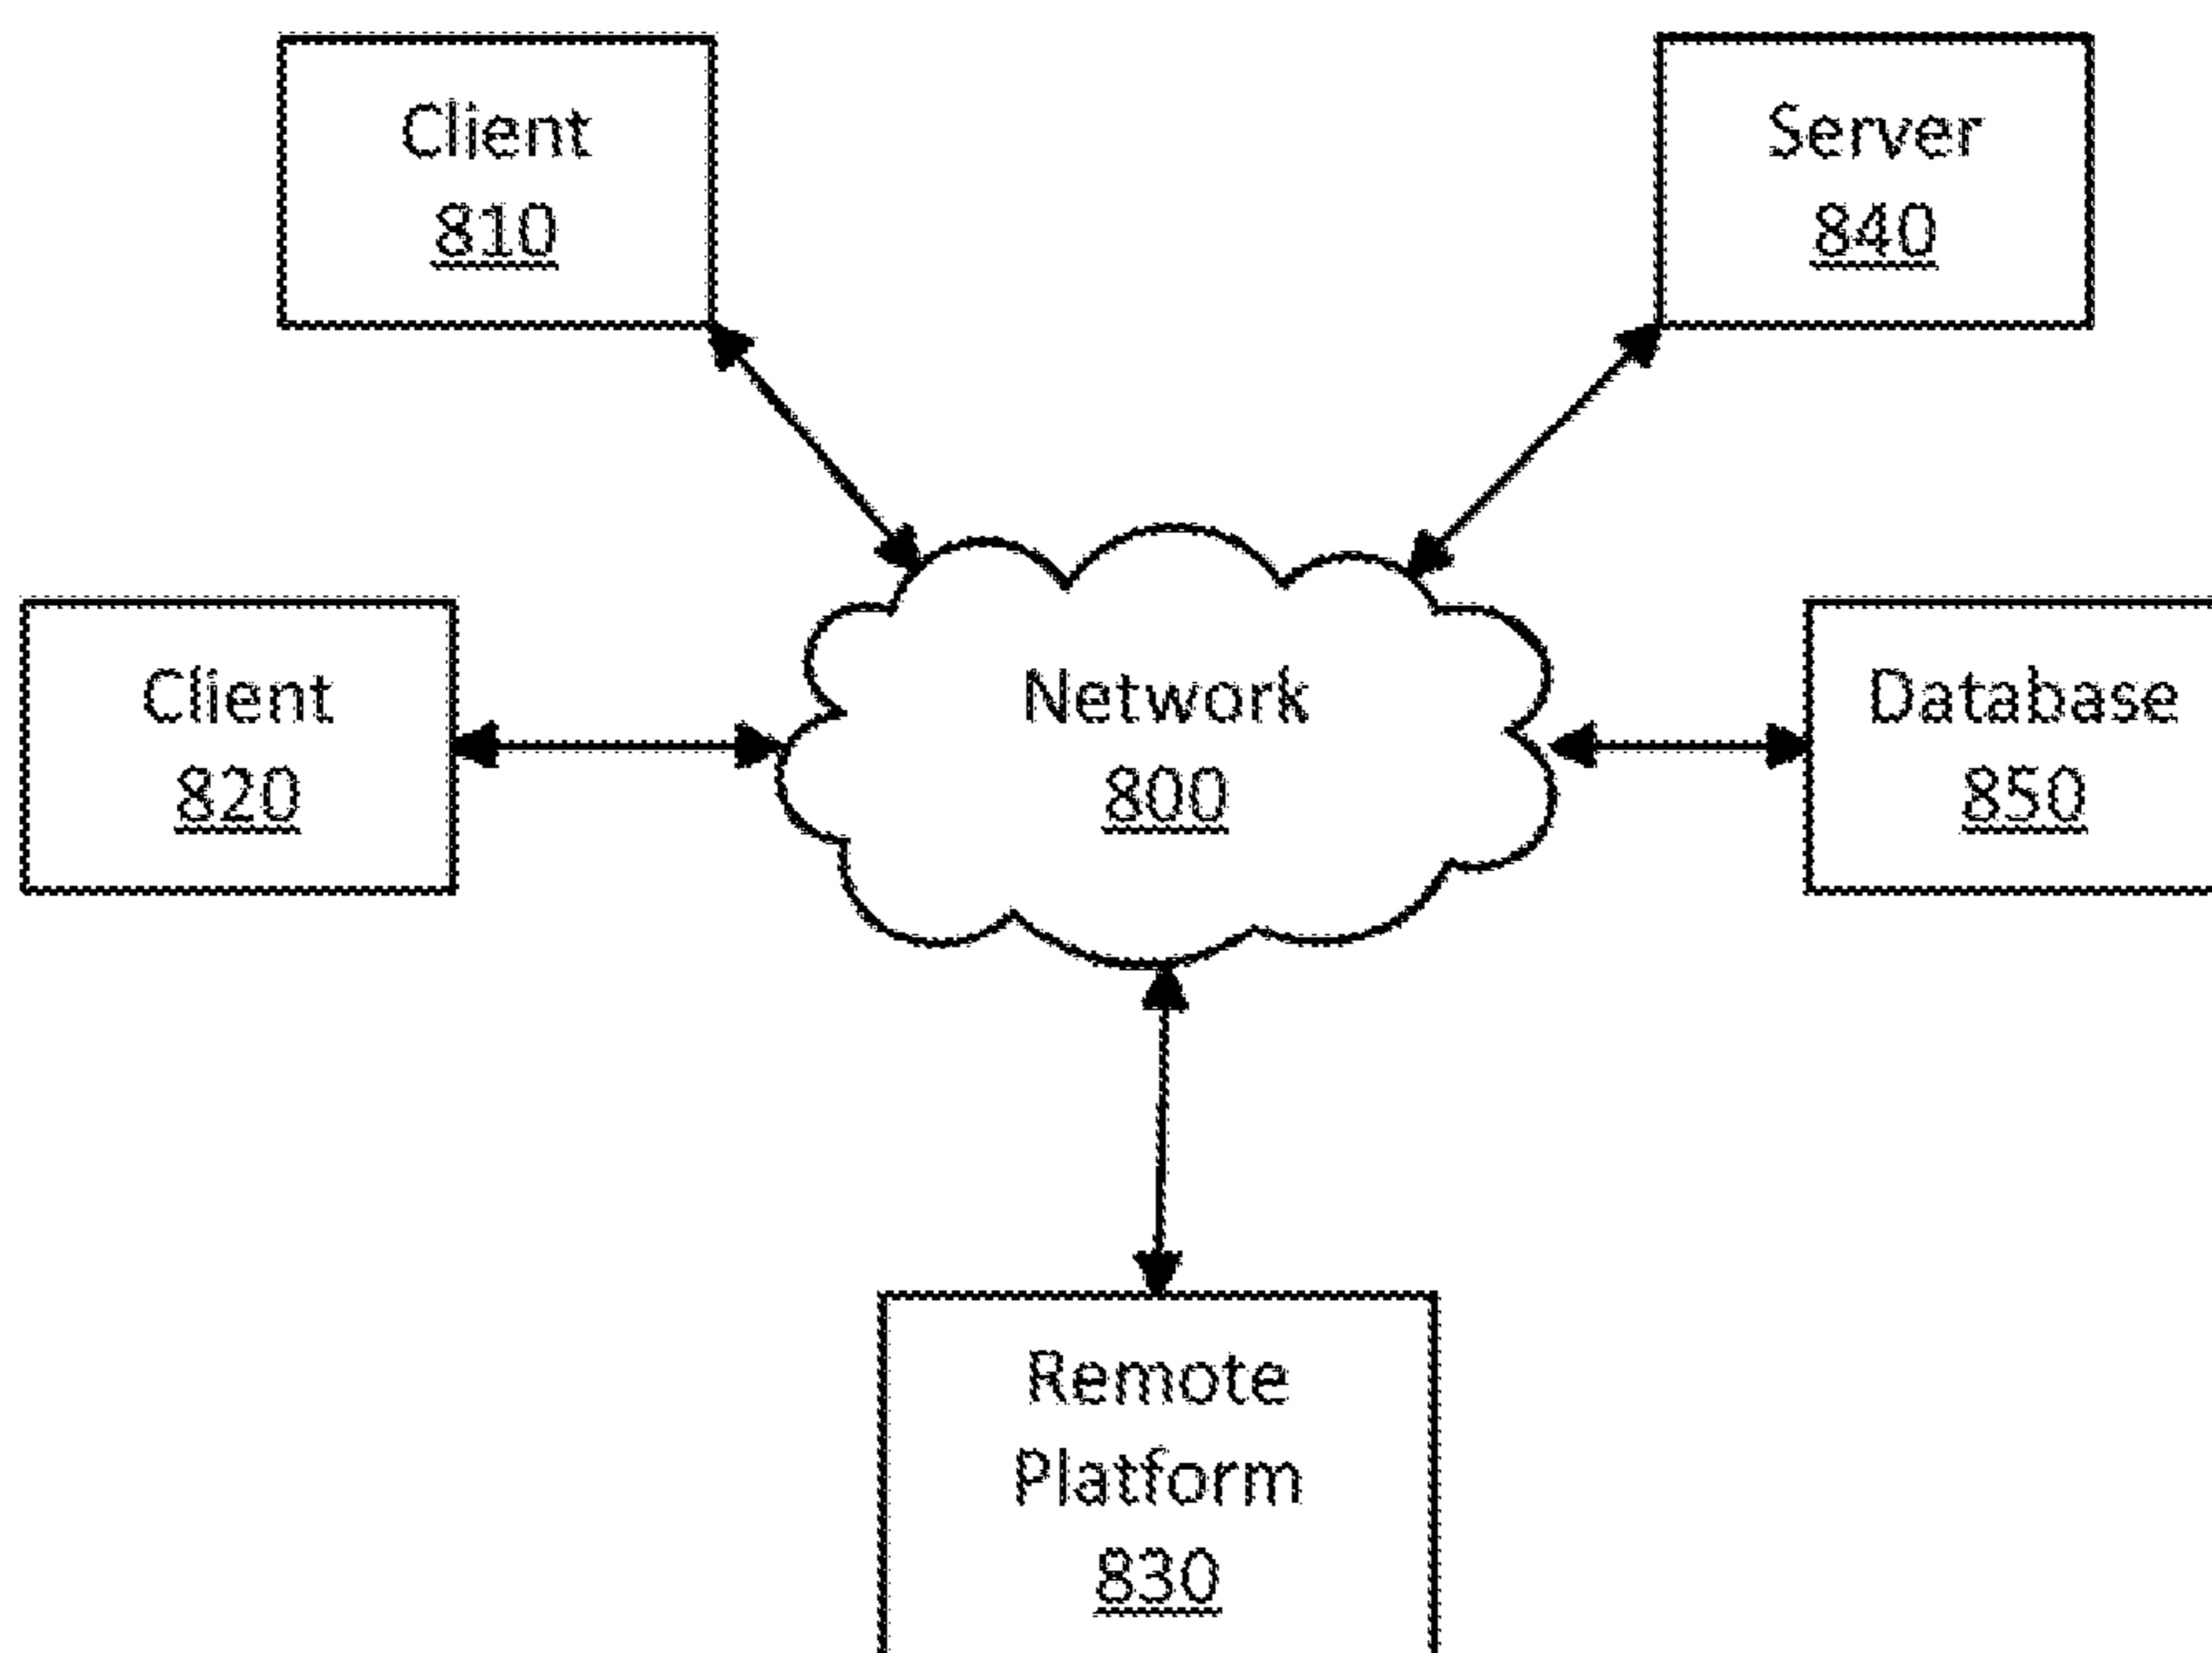 Client
810
Server
840
Client
820
Network
800
Database
850
Remote
Platform
830